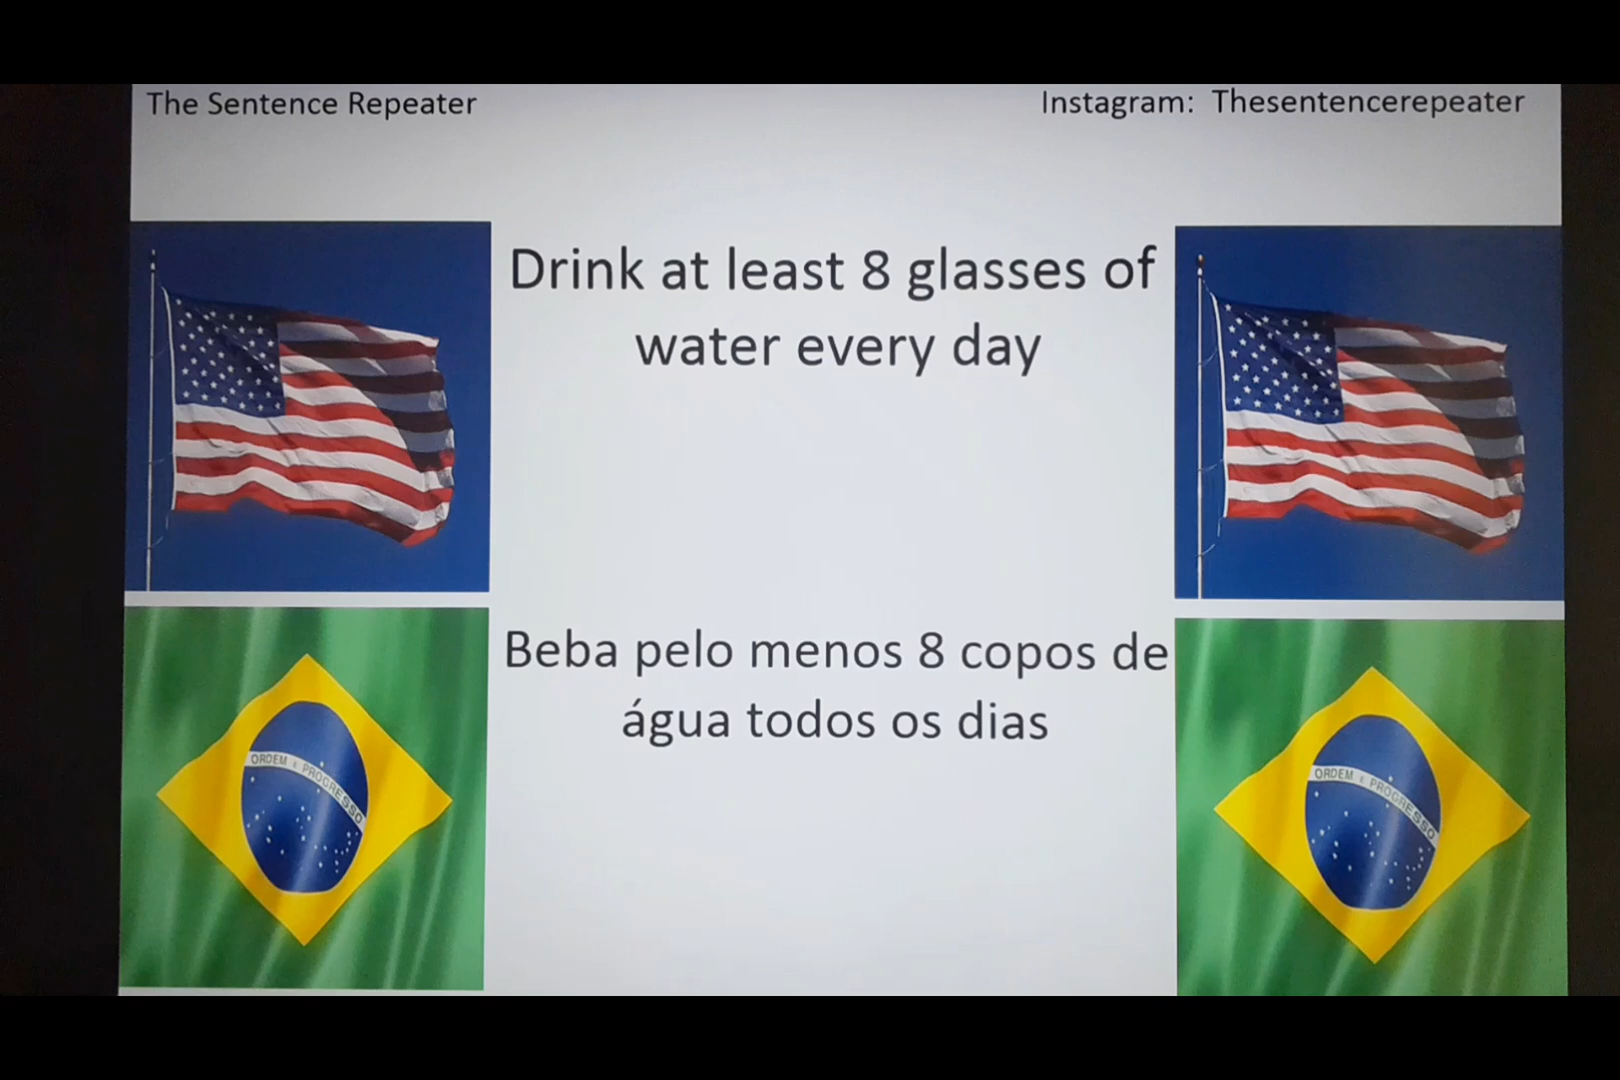 The Sentence Repeater
Instagram: Thesentencerepeater
Drink at least 8 glasses of
water every day
Beba pelo menos 8 copos de
água todos os dias
ORDEM E PROGRESSO
ORDEM E PROGRESSO